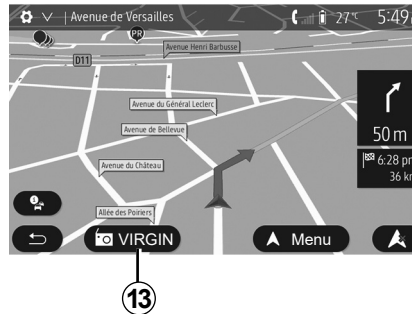 Avenue de Versailles 27°c 5:49
PR
Avenue Henri Barbusse
D11
Avenue du Général Leclerc
50 m
Avenue de Bellevue
6:28 pm
Avenue du Château
36 km
Allée des Poiriers
VIRGIN Menu
13